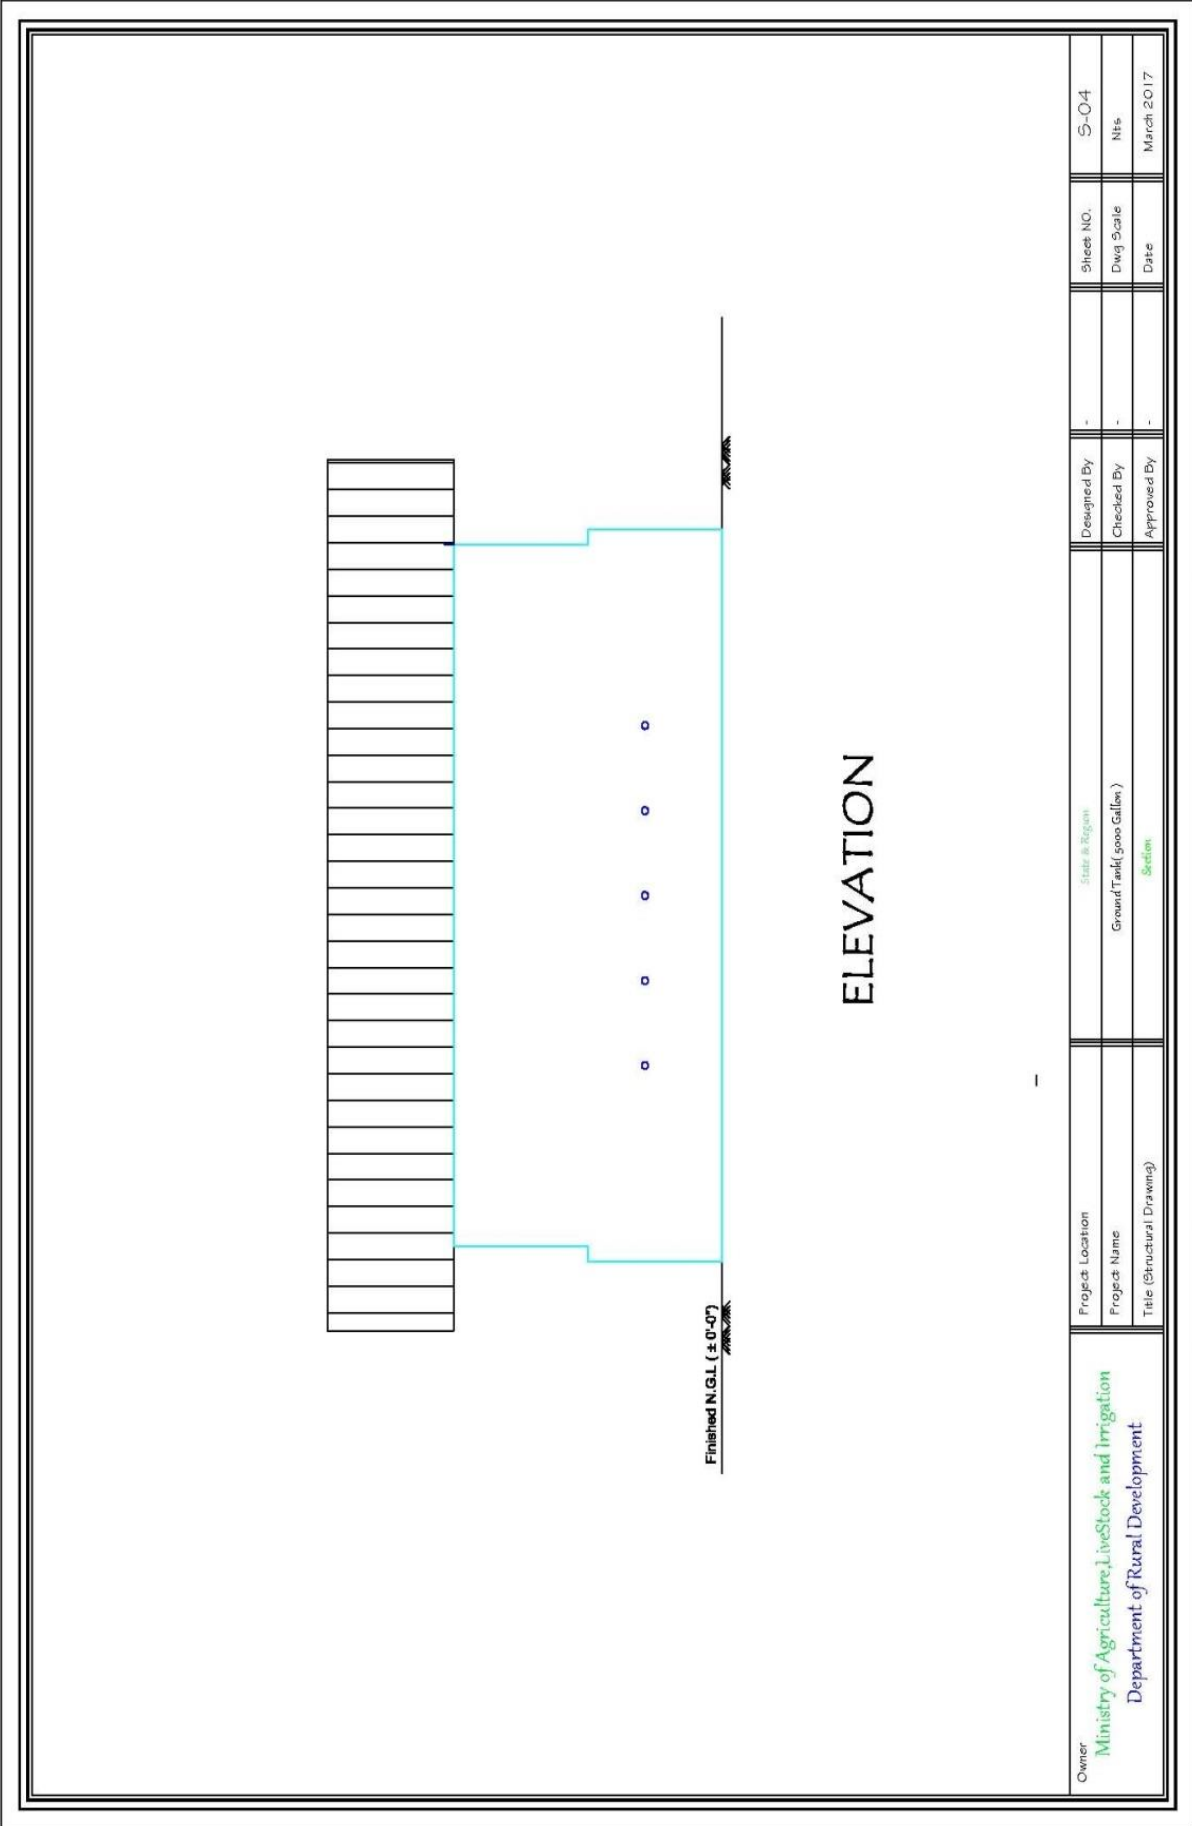 Finished N.G.L ( ± 0'-0")
ELEVATION
Owner
Ministry of Agriculture,LiveStock and Irrigation
Department of Rural Development
Project Location
State & Region
Designed By
-
Sheet NO.
S-04
Project Name
Ground Tank( 5000 Gallon )
Checked By
-
Dwg Scale
Nts
Title (Structural Drawing)
Section
Approved By
-
Date
March 2017